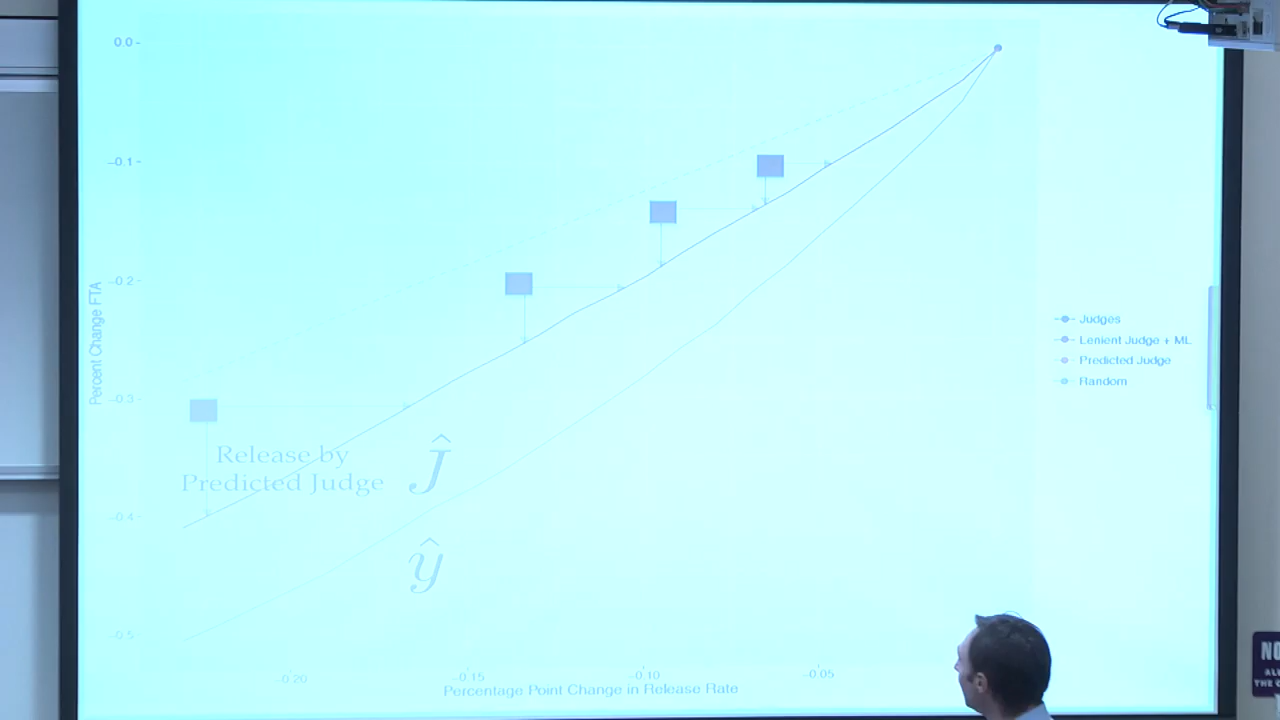 0.0
-0.1
-0.2
-0.3
-0.4
-0.5
Percent Change FTA
-0.20
-0.15
-0.10
-0.05
Percentage Point Change in Release Rate
Release by
Predicted Judge
Ĵ
ŷ
Judges
Lenient Judge + ML
Predicted Judge
Random